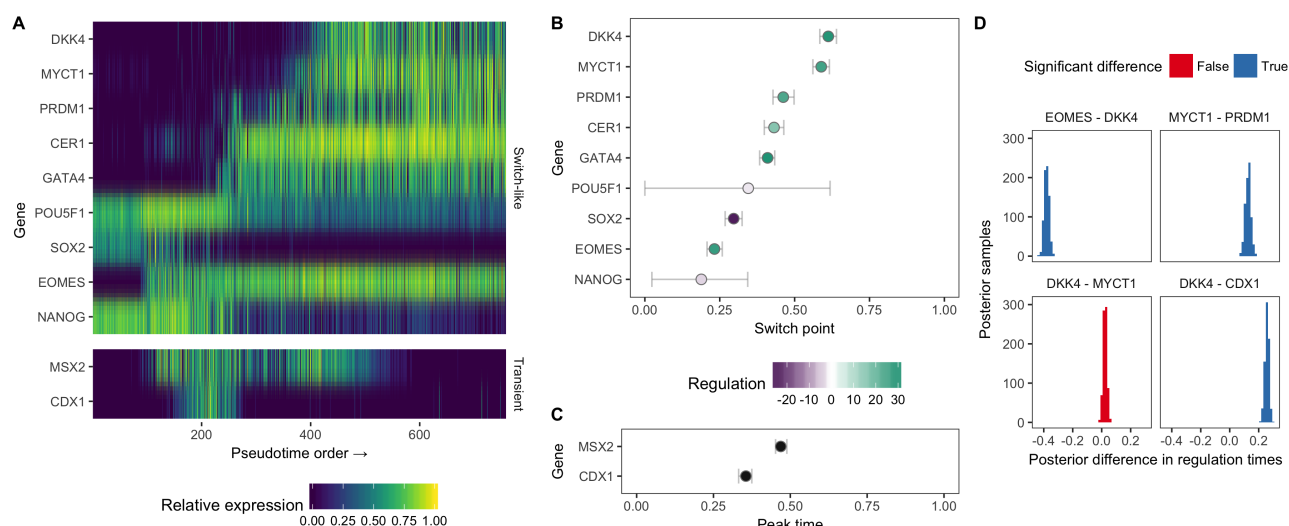 A
Gene
DKK4
MYCT1
PRDM1
CER1
GATA4
POU5F1
SOX2
EOMES
NANOG
Switch-like
MSX2
CDX1
Transient
200 400 600
Pseudotime order →
Relative expression
0.00 0.25 0.50 0.75 1.00
B
Gene
DKK4
MYCT1
PRDM1
CER1
GATA4
POU5F1
SOX2
EOMES
NANOG
0.00 0.25 0.50 0.75 1.00
Switch point
Regulation
-20 -10 0 10 20 30
C
Gene
MSX2
CDX1
0.00 0.25 0.50 0.75 1.00
Peak time
D
Significant difference False True
EOMES - DKK4 MYCT1 - PRDM1
300
200
100
0
DKK4 - MYCT1 DKK4 - CDX1
300
200
100
0
Posterior samples
-0.4 -0.2 0.0 0.2 -0.4 -0.2 0.0 0.2
Posterior difference in regulation times